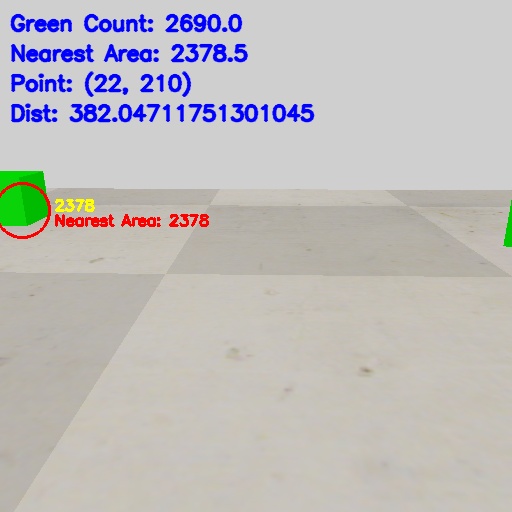 Green Count: 2690.0
Nearest Area: 2378.5
Point: (22, 210)
Dist: 382.04711751301045
2378
Nearest Area: 2378